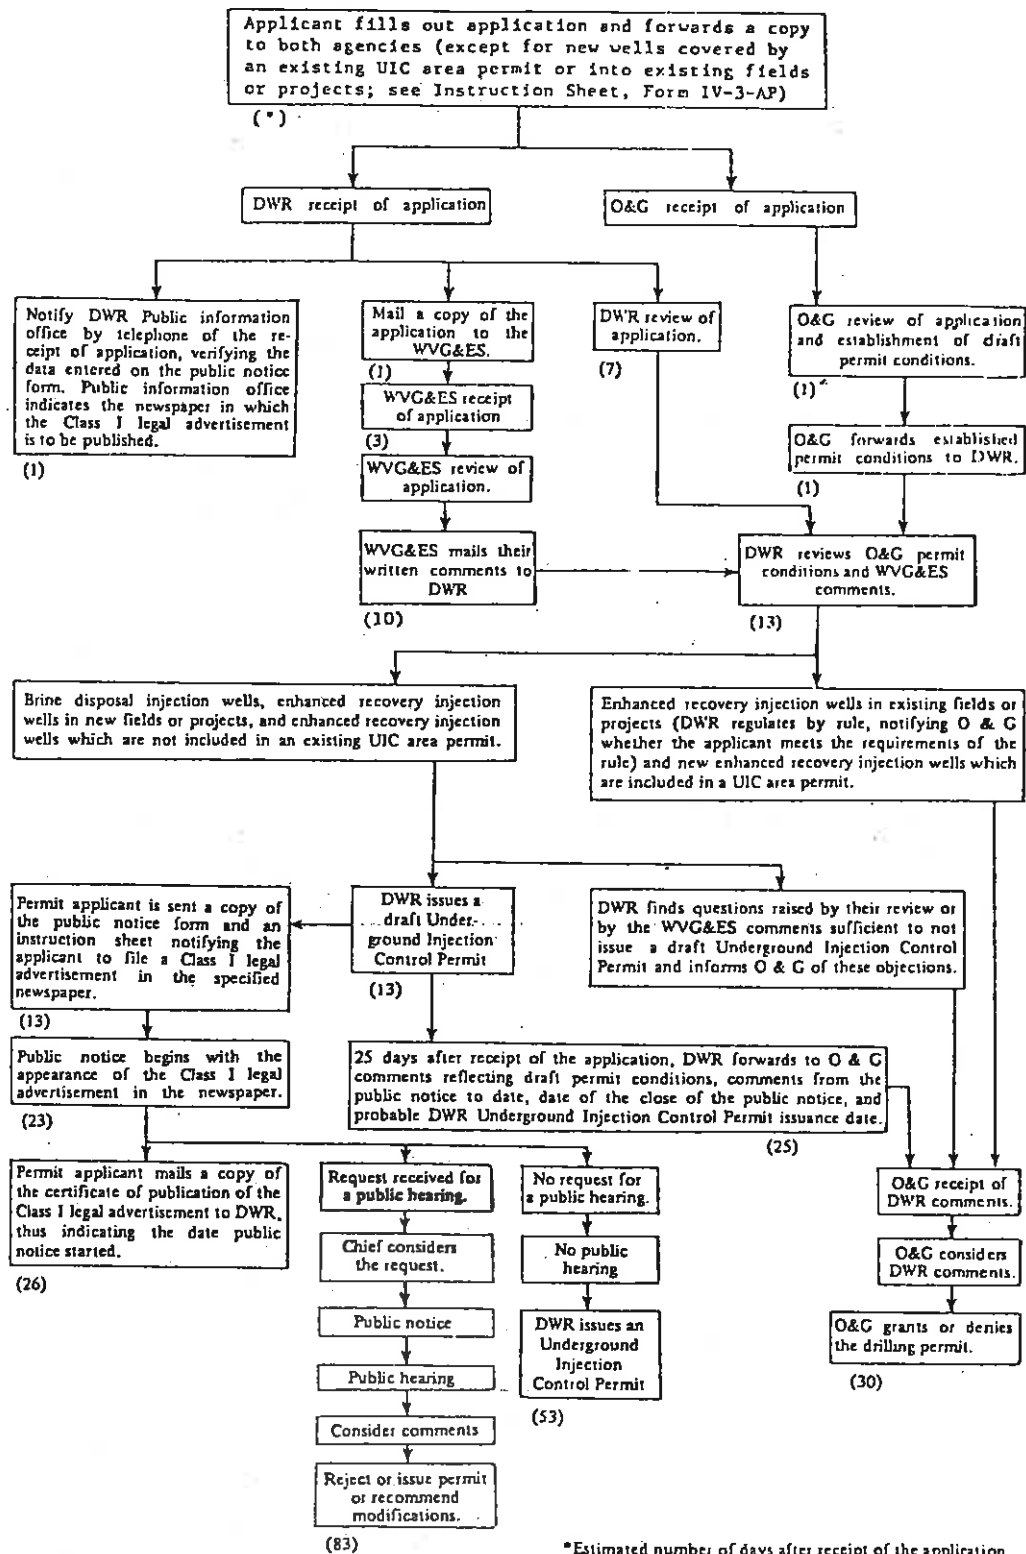 Applicant fills out application and forwards a copy
to both agencies (except for new wells covered by
an existing UIC area permit or into existing fields
or projects; see Instruction Sheet, Form IV-3-AP)
(*)
DWR receipt of application
O&G receipt of application
Notify DWR Public information
office by telephone of the re-
ceipt of application, verifying the
data entered on the public notice
form. Public information office
indicates the newspaper in which
the Class I legal advertisement
is to be published.
(1)
Mail a copy of the
application to the
WVG&ES.
(1)
WVG&ES receipt
of application
(3)
WVG&ES review of
application.
WVG&ES mails their
written comments to
DWR
(10)
DWR review of
application.
(7)
O&G review of application
and establishment of draft
permit conditions.
(1)
O&G forwards established
permit conditions to DWR.
(1)
DWR reviews O&G permit
conditions and WVG&ES
comments.
(13)
Brine disposal injection wells, enhanced recovery injection
wells in new fields or projects, and enhanced recovery injection
wells which are not included in an existing UIC area permit.
Enhanced recovery injection wells in existing fields or
projects (DWR regulates by rule, notifying O & G
whether the applicant meets the requirements of the
rule) and new enhanced recovery injection wells which
are included in a UIC area permit.
Permit applicant is sent a copy of
the public notice form and an
instruction sheet notifying the
applicant to file a Class I legal
advertisement in the specified
newspaper.
(13)
DWR issues a
draft Under-
ground Injection
Control Permit
(13)
DWR finds questions raised by their review or
by the WVG&ES comments sufficient to not
issue a draft Underground Injection Control
Permit and informs O & G of these objections.
Public notice begins with the
appearance of the Class I legal
advertisement in the newspaper.
(23)
25 days after receipt of the application, DWR forwards to O & G
comments reflecting draft permit conditions, comments from the
public notice to date, date of the close of the public notice, and
probable DWR Underground Injection Control Permit issuance date.
(25)
Permit applicant mails a copy of
the certificate of publication of the
Class I legal advertisement to DWR,
thus indicating the date public
notice started.
(26)
Request received for
a public hearing.
Chief considers
the request.
Public notice
Public hearing
Consider comments
Reject or issue permit
or recommend
modifications.
(83)
No request for
a public hearing.
No public
hearing
DWR issues an
Underground
Injection
Control Permit
(53)
O&G receipt of
DWR comments.
O&G considers
DWR comments.
O&G grants or denies
the drilling permit.
(30)
*Estimated number of days after receipt of the application